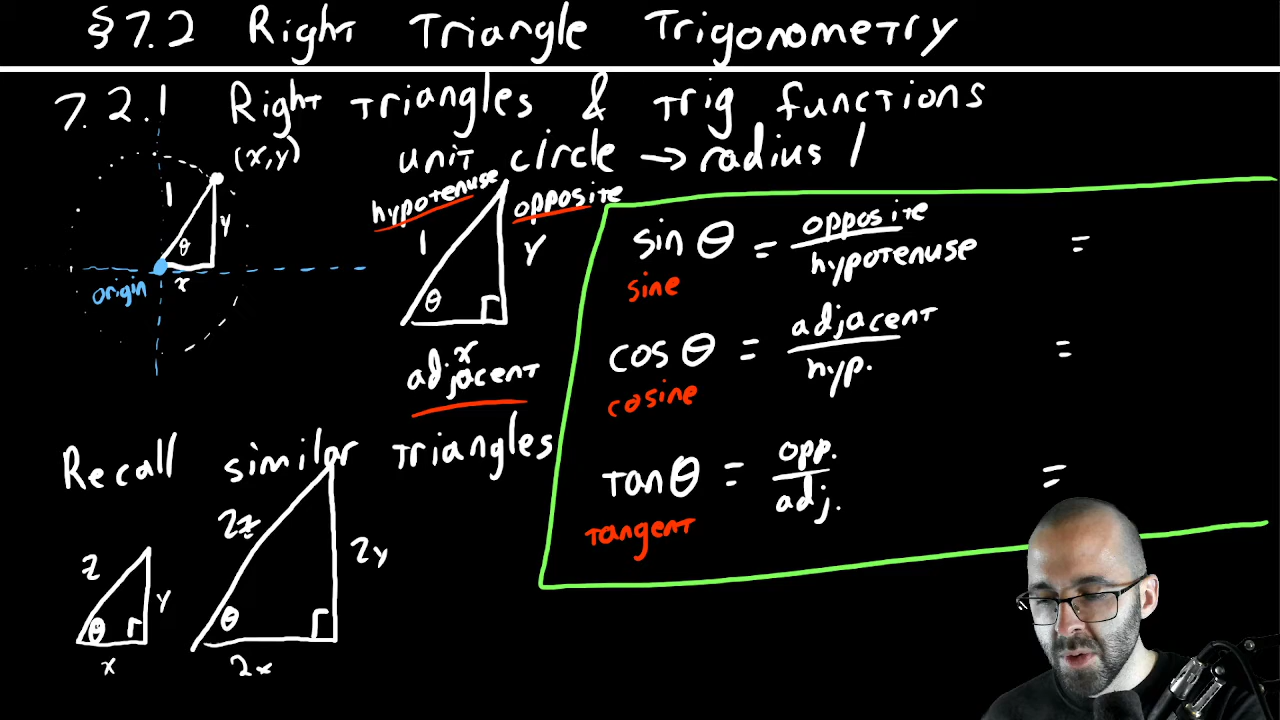 §7.2 Right Triangle Trigonometry
7.2.1 Right triangles & trig functions
unit circle → radius 1
(x,y)
1
θ
y
x
origin
hypotenuse
opposite
1
y
θ
x
adjacent
sin θ = opposite / hypotenuse =
sine
cos θ = adjacent / hyp. =
cosine
tan θ = opp. / adj. =
tangent
Recall similar triangles
z
y
θ
x
2z
2y
θ
2x